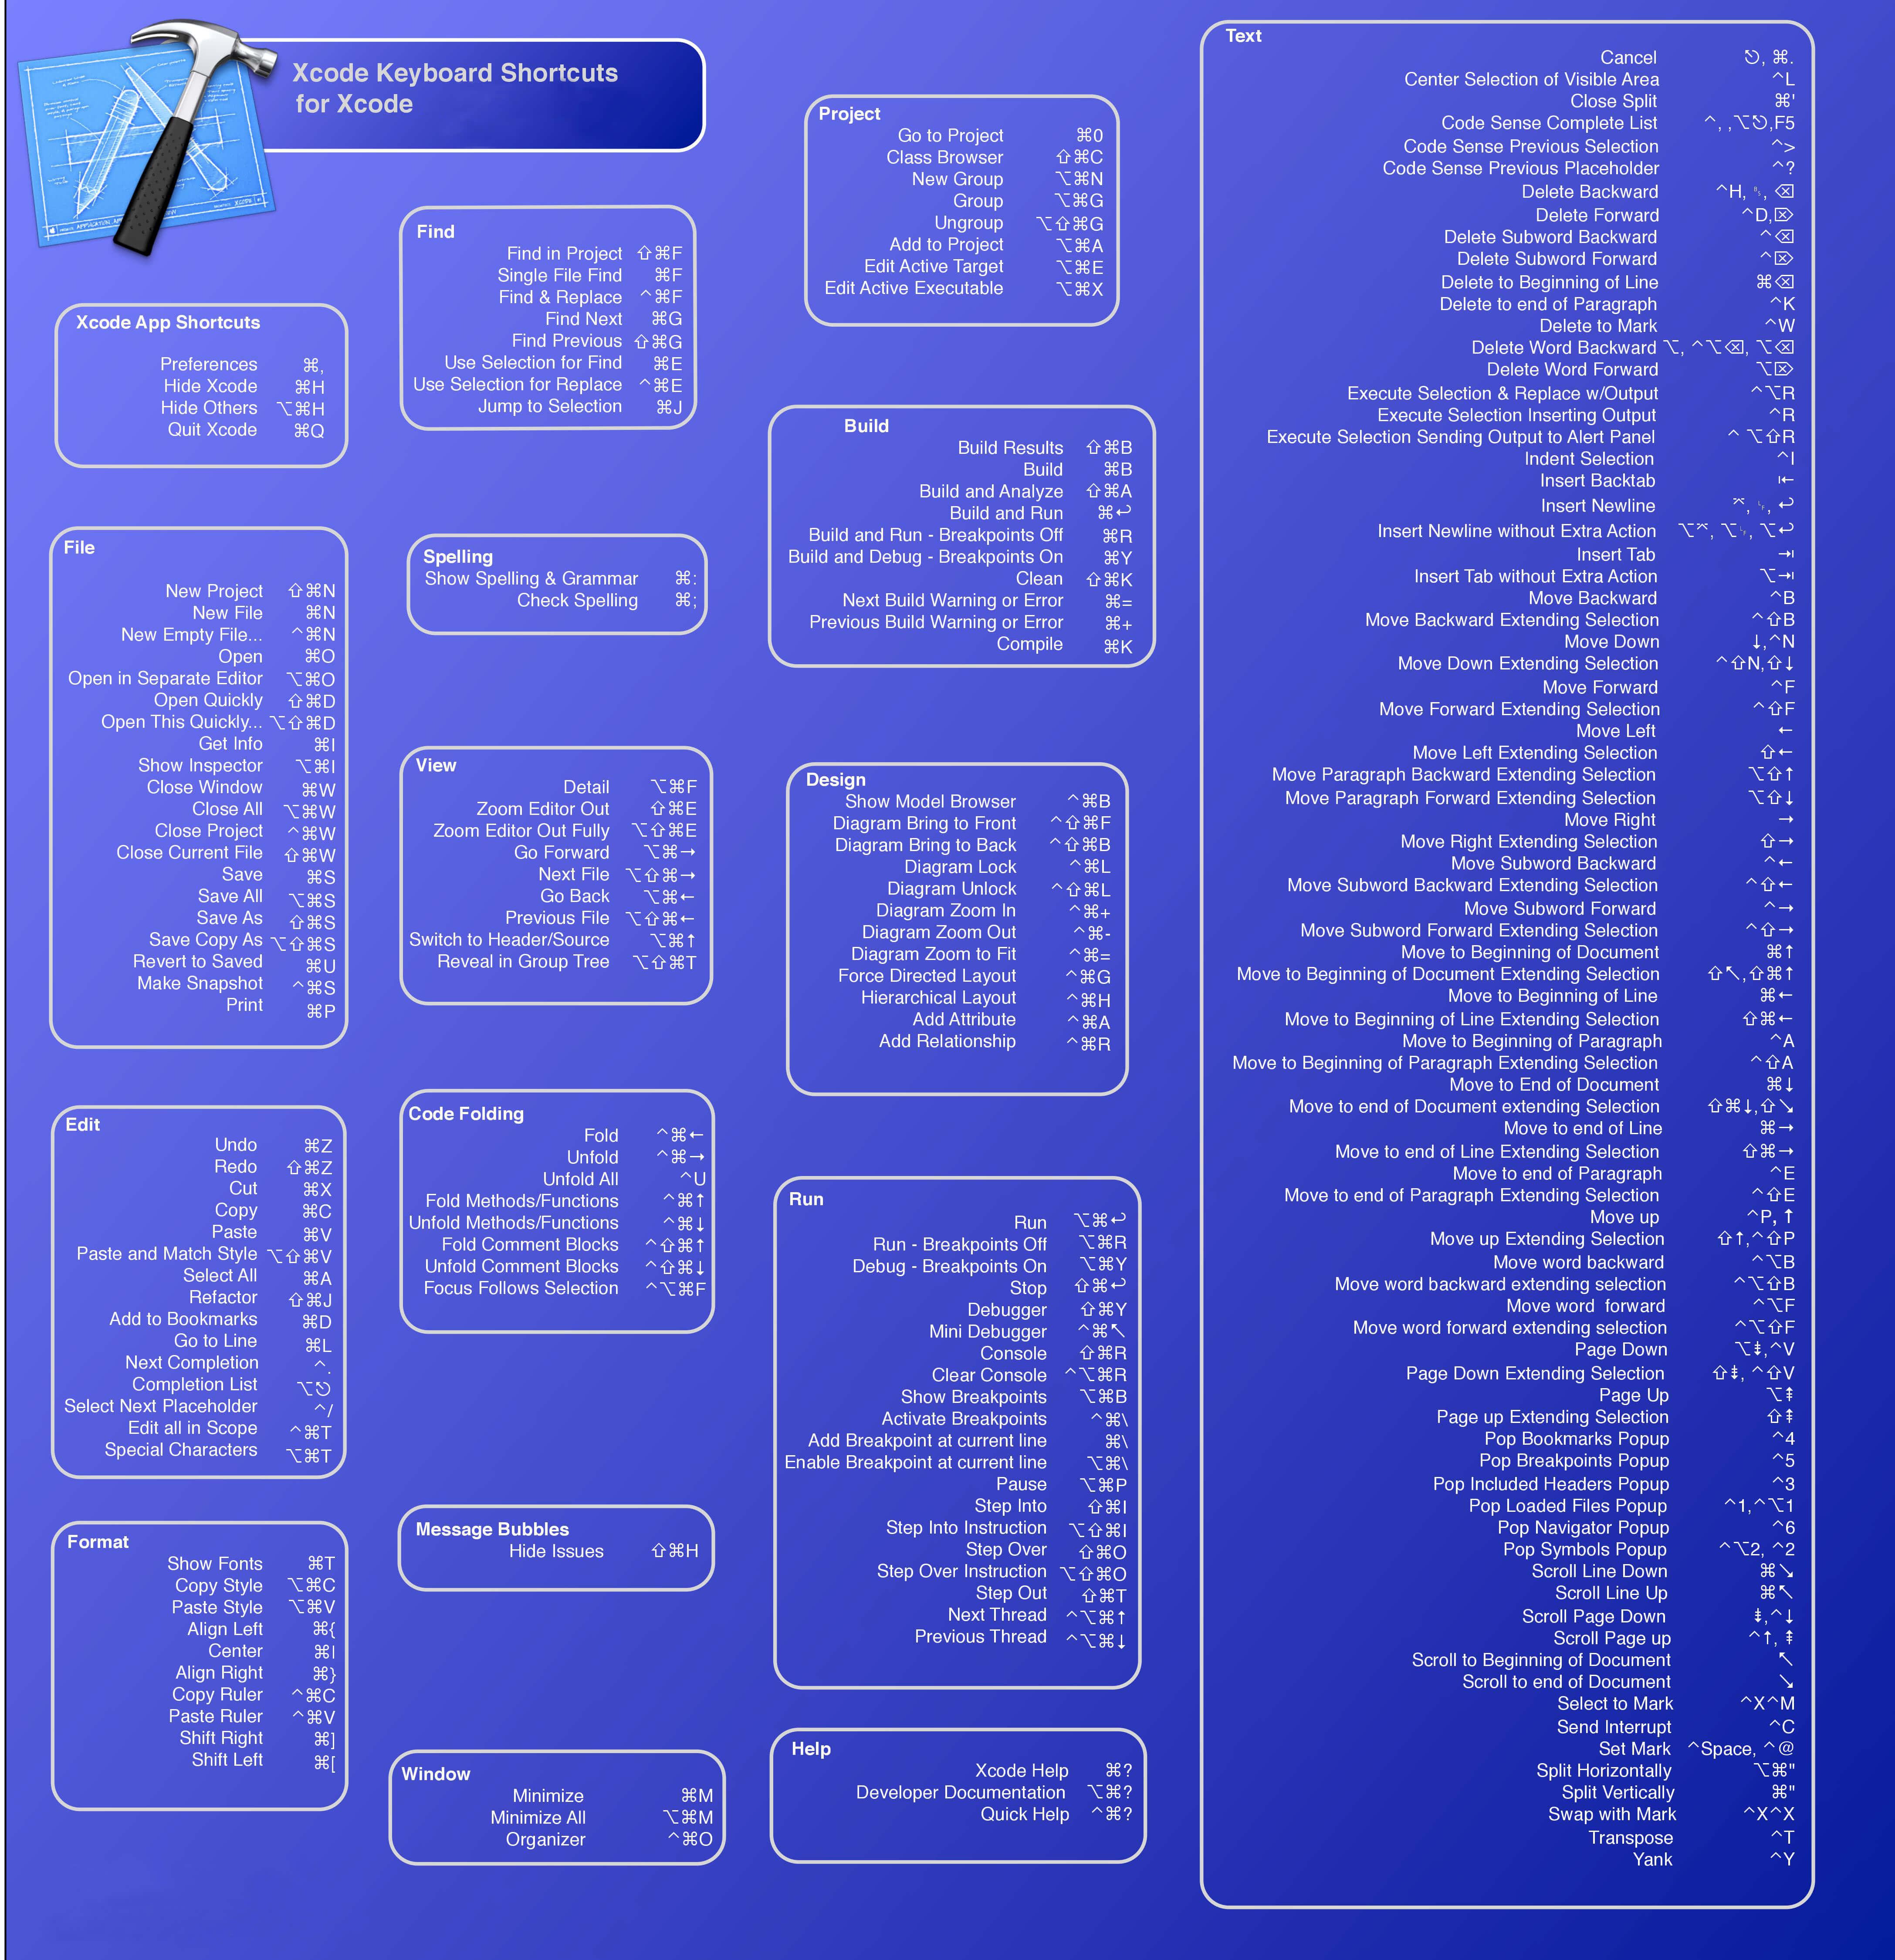 Xcode Keyboard Shortcuts
for Xcode
Xcode App Shortcuts
Preferences ⌘,
Hide Xcode ⌘H
Hide Others ⌥⌘H
Quit Xcode ⌘Q
File
New Project ⇧⌘N
New File ⌘N
New Empty File... ^⌘N
Open ⌘O
Open in Separate Editor ⌥⌘O
Open Quickly ⇧⌘D
Open This Quickly... ⌥⇧⌘D
Get Info ⌘I
Show Inspector ⌥⌘I
Close Window ⌘W
Close All ⌥⌘W
Close Project ^⌘W
Close Current File ⇧⌘W
Save ⌘S
Save All ⌥⌘S
Save As ⇧⌘S
Save Copy As ⌥⇧⌘S
Revert to Saved ⌘U
Make Snapshot ^⌘S
Print ⌘P
Edit
Undo ⌘Z
Redo ⇧⌘Z
Cut ⌘X
Copy ⌘C
Paste ⌘V
Paste and Match Style ⌥⇧⌘V
Select All ⌘A
Refactor ⇧⌘J
Add to Bookmarks ⌘D
Go to Line ⌘L
Next Completion ^.
Completion List ⌥⎋
Select Next Placeholder ^/
Edit all in Scope ^⌘T
Special Characters ⌥⌘T
Format
Show Fonts ⌘T
Copy Style ⌥⌘C
Paste Style ⌥⌘V
Align Left ⌘{
Center ⌘|
Align Right ⌘}
Copy Ruler ^⌘C
Paste Ruler ^⌘V
Shift Right ⌘]
Shift Left ⌘[
Find
Find in Project ⇧⌘F
Single File Find ⌘F
Find & Replace ^⌘F
Find Next ⌘G
Find Previous ⇧⌘G
Use Selection for Find ⌘E
Use Selection for Replace ^⌘E
Jump to Selection ⌘J
Spelling
Show Spelling & Grammar ⌘:
Check Spelling ⌘;
View
Detail ⌥⌘F
Zoom Editor Out ⇧⌘E
Zoom Editor Out Fully ⌥⇧⌘E
Go Forward ⌥⌘→
Next File ⌥⇧⌘→
Go Back ⌥⌘←
Previous File ⌥⇧⌘←
Switch to Header/Source ⌥⌘↑
Reveal in Group Tree ⌥⇧⌘T
Code Folding
Fold ^⌘←
Unfold ^⌘→
Unfold All ^U
Fold Methods/Functions ^⌘↑
Unfold Methods/Functions ^⌘↓
Fold Comment Blocks ^⇧⌘↑
Unfold Comment Blocks ^⇧⌘↓
Focus Follows Selection ^⌥⌘F
Message Bubbles
Hide Issues ⇧⌘H
Window
Minimize ⌘M
Minimize All ⌥⌘M
Organizer ^⌘O
Project
Go to Project ⌘0
Class Browser ⇧⌘C
New Group ⌥⌘N
Group ⌥⌘G
Ungroup ⌥⇧⌘G
Add to Project ⌥⌘A
Edit Active Target ⌥⌘E
Edit Active Executable ⌥⌘X
Build
Build Results ⇧⌘B
Build ⌘B
Build and Analyze ⇧⌘A
Build and Run ⌘↩
Build and Run - Breakpoints Off ⌘R
Build and Debug - Breakpoints On ⌘Y
Clean ⇧⌘K
Next Build Warning or Error ⌘=
Previous Build Warning or Error ⌘+
Compile ⌘K
Design
Show Model Browser ^⌘B
Diagram Bring to Front ^⇧⌘F
Diagram Bring to Back ^⇧⌘B
Diagram Lock ^⌘L
Diagram Unlock ^⇧⌘L
Diagram Zoom In ^⌘+
Diagram Zoom Out ^⌘-
Diagram Zoom to Fit ^⌘=
Force Directed Layout ^⌘G
Hierarchical Layout ^⌘H
Add Attribute ^⌘A
Add Relationship ^⌘R
Run
Run ⌥⌘↩
Run - Breakpoints Off ⌥⌘R
Debug - Breakpoints On ⌥⌘Y
Stop ⇧⌘↩
Debugger ⇧⌘Y
Mini Debugger ^⌘↖
Console ⇧⌘R
Clear Console ^⌥⌘R
Show Breakpoints ⌥⌘B
Activate Breakpoints ^⌘\
Add Breakpoint at current line ⌘\
Enable Breakpoint at current line ⌥⌘\
Pause ⌥⌘P
Step Into ⇧⌘I
Step Into Instruction ⌥⇧⌘I
Step Over ⇧⌘O
Step Over Instruction ⌥⇧⌘O
Step Out ⇧⌘T
Next Thread ^⌥⌘↑
Previous Thread ^⌥⌘↓
Help
Xcode Help ⌘?
Developer Documentation ⌥⌘?
Quick Help ^⌘?
Text
Cancel ⎋, ⌘.
Center Selection of Visible Area ^L
Close Split ⌘'
Code Sense Complete List ^, ,⌥⎋,F5
Code Sense Previous Selection ^>
Code Sense Previous Placeholder ^?
Delete Backward ^H, ␈, ⌫
Delete Forward ^D,⌦
Delete Subword Backward ^⌫
Delete Subword Forward ^⌦
Delete to Beginning of Line ⌘⌫
Delete to end of Paragraph ^K
Delete to Mark ^W
Delete Word Backward ⌥, ^⌥⌫, ⌥⌫
Delete Word Forward ⌥⌦
Execute Selection & Replace w/Output ^⌥R
Execute Selection Inserting Output ^R
Execute Selection Sending Output to Alert Panel ^ ⌥⇧R
Indent Selection ^I
Insert Backtab ⇤
Insert Newline ⌤, ␊, ↩
Insert Newline without Extra Action ⌥⌤, ⌥␊, ⌥↩
Insert Tab ⇥
Insert Tab without Extra Action ⌥⇥
Move Backward ^B
Move Backward Extending Selection ^⇧B
Move Down ↓,^N
Move Down Extending Selection ^⇧N,⇧↓
Move Forward ^F
Move Forward Extending Selection ^⇧F
Move Left ←
Move Left Extending Selection ⇧←
Move Paragraph Backward Extending Selection ⌥⇧↑
Move Paragraph Forward Extending Selection ⌥⇧↓
Move Right →
Move Right Extending Selection ⇧→
Move Subword Backward ^←
Move Subword Backward Extending Selection ^⇧←
Move Subword Forward ^→
Move Subword Forward Extending Selection ^⇧→
Move to Beginning of Document ⌘↑
Move to Beginning of Document Extending Selection ⇧↖,⇧⌘↑
Move to Beginning of Line ⌘←
Move to Beginning of Line Extending Selection ⇧⌘←
Move to Beginning of Paragraph ^A
Move to Beginning of Paragraph Extending Selection ^⇧A
Move to End of Document ⌘↓
Move to end of Document extending Selection ⇧⌘↓,⇧↘
Move to end of Line ⌘→
Move to end of Line Extending Selection ⇧⌘→
Move to end of Paragraph ^E
Move to end of Paragraph Extending Selection ^⇧E
Move up ^P, ↑
Move up Extending Selection ⇧↑,^⇧P
Move word backward ^⌥B
Move word backward extending selection ^⌥⇧B
Move word forward ^⌥F
Move word forward extending selection ^⌥⇧F
Page Down ⌥⇟,^V
Page Down Extending Selection ⇧⇟, ^⇧V
Page Up ⌥⇞
Page up Extending Selection ⇧⇞
Pop Bookmarks Popup ^4
Pop Breakpoints Popup ^5
Pop Included Headers Popup ^3
Pop Loaded Files Popup ^1,^⌥1
Pop Navigator Popup ^6
Pop Symbols Popup ^⌥2, ^2
Scroll Line Down ⌘↘
Scroll Line Up ⌘↖
Scroll Page Down ⇟,^↓
Scroll Page up ^↑, ⇞
Scroll to Beginning of Document ↖
Scroll to end of Document ↘
Select to Mark ^X^M
Send Interrupt ^C
Set Mark ^Space, ^@
Split Horizontally ⌥⌘"
Split Vertically ⌘"
Swap with Mark ^X^X
Transpose ^T
Yank ^Y